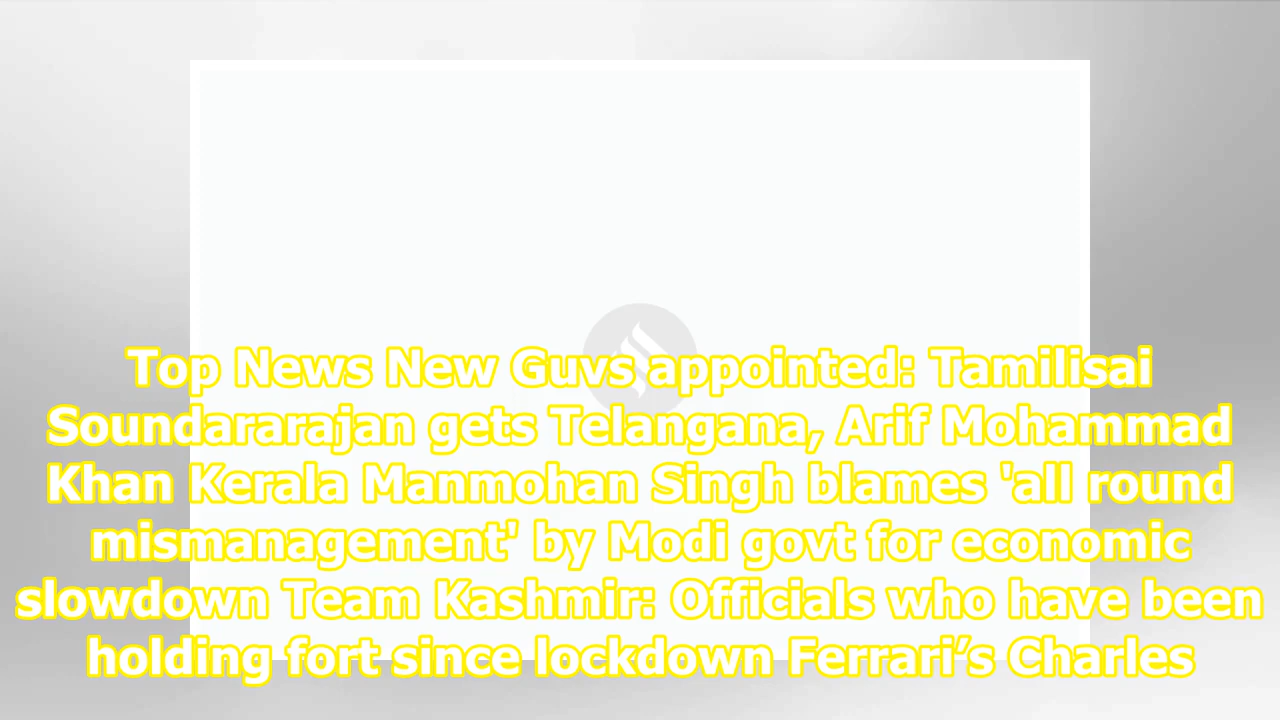 Top News New Guvs appointed: Tamilisai
Soundararajan gets Telangana, Arif Mohammad
Khan Kerala Manmohan Singh blames 'all round
mismanagement' by Modi govt for economic
slowdown Team Kashmir: Officials who have been
holding fort since lockdown Ferrari’s Charles